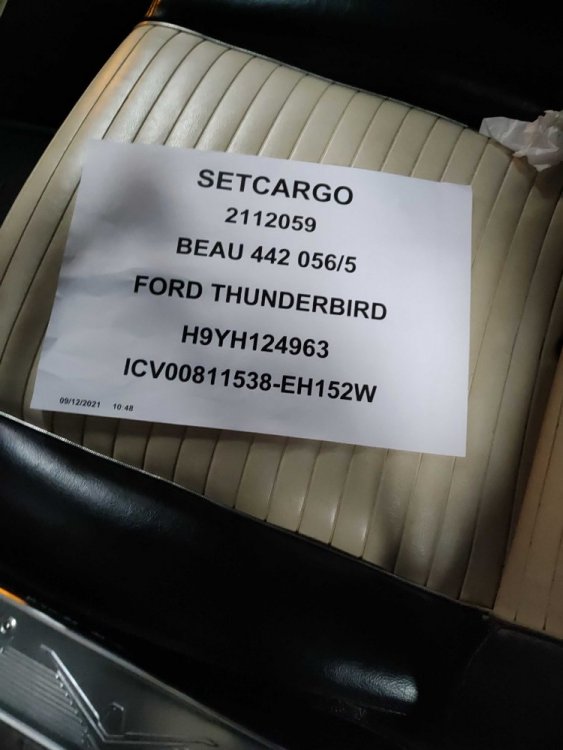 SETCARGO
2112059
BEAU 442 056/5
FORD THUNDERBIRD
H9YH124963
ICV00811538-EH152W
09/12/2021 10:48